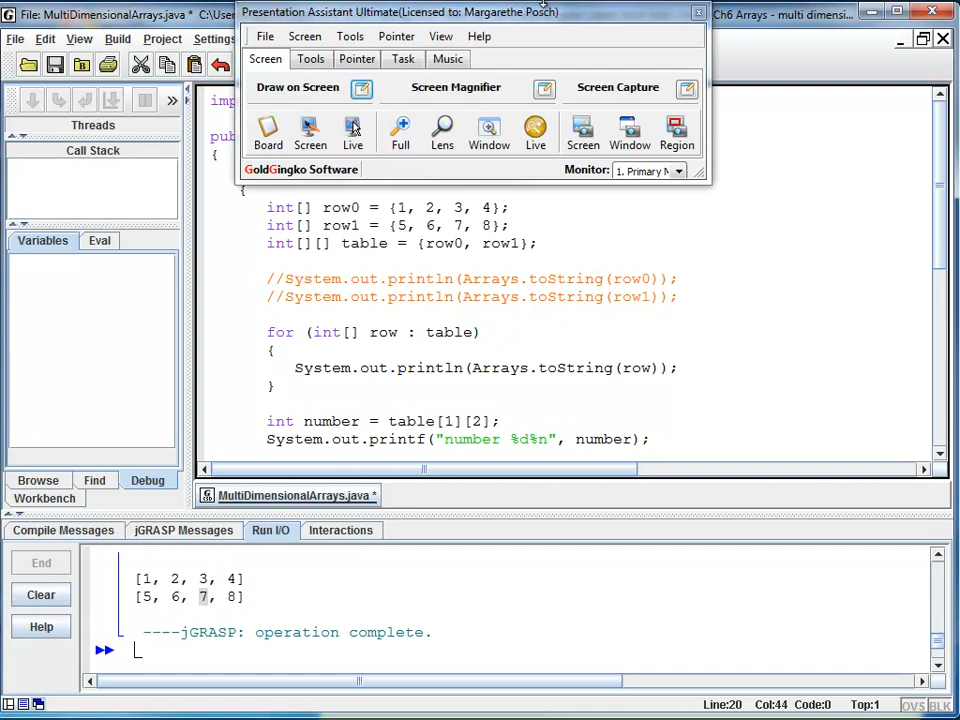 File: MultiDimensionalArrays.java * C:\Us
Ch6 Arrays - multi dimensi...
File Edit View Build Project Settings
Presentation Assistant Ultimate(Licensed to: Margarethe Posch)
File Screen Tools Pointer View Help
Screen Tools Pointer Task Music
Draw on Screen Screen Magnifier Screen Capture
Board Screen Live Full Lens Window Live Screen Window Region
GoldGingko Software Monitor: 1. Primary M
Threads
Call Stack
Variables Eval
Browse Find Debug
Workbench
imp
pub
{
{
int[] row0 = {1, 2, 3, 4};
int[] row1 = {5, 6, 7, 8};
int[][] table = {row0, row1};
//System.out.println(Arrays.toString(row0));
//System.out.println(Arrays.toString(row1));
for (int[] row : table)
{
System.out.println(Arrays.toString(row));
}
int number = table[1][2];
System.out.printf("number %d%n", number);
MultiDimensionalArrays.java *
Compile Messages jGRASP Messages Run I/O Interactions
End
Clear
Help
[1, 2, 3, 4]
[5, 6, 7, 8]
----jGRASP: operation complete.
Line:20 Col:44 Code:0 Top:1 OVS BLK